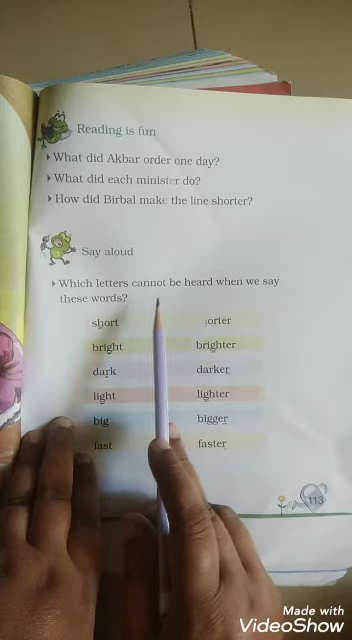 Reading is fun
What did Akbar order one day?
What did each minister do?
How did Birbal make the line shorter?
Say aloud
Which letters cannot be heard when we say
these words?
short orter
bright brighter
dark darker
light lighter
big bigger
fast faster
113
Made with
VideoShow